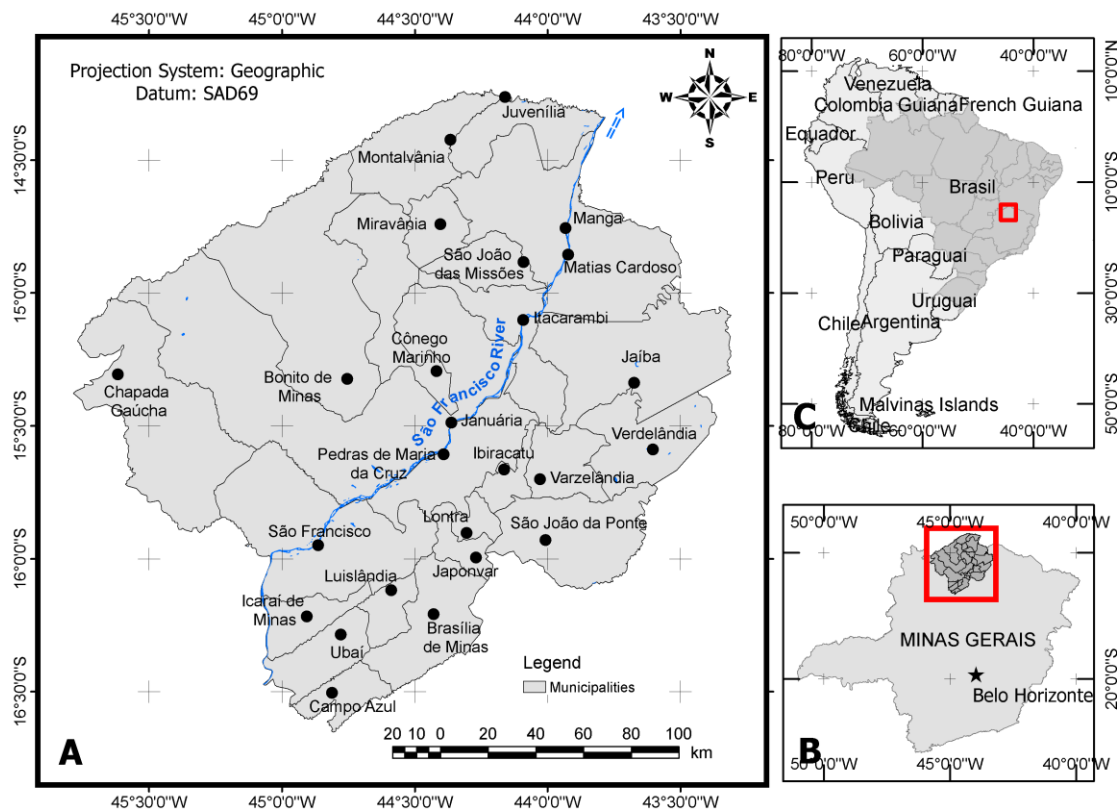 45°30'0"W 45°0'0"W 44°30'0"W 44°0'0"W 43°30'0"W
Projection System: Geographic
Datum: SAD69
N
W E
S
Juvenília
Montalvânia
14°30'0"S
Miravânia
Manga
São João
das Missões
Matias Cardoso
15°0'0"S
Itacarambi
Cônego
Marinho
Jaíba
São Francisco River
Chapada
Gaúcha
Bonito de
Minas
Januária
15°30'0"S
Verdelândia
Pedras de Maria
da Cruz
Ibiracatu
Varzelândia
Lontra
São João da Ponte
São Francisco
16°0'0"S
Japonvar
Luislândia
Icaraí de
Minas
Brasília
de Minas
Ubaí
Legend
Municipalities
16°30'0"S
Campo Azul
20 10 0 20 40 60 80 100
km
A
45°30'0"W 45°0'0"W 44°30'0"W 44°0'0"W 43°30'0"W
80°0'0"W 60°0'0"W 40°0'0"W
10°0'0"N
Venezuela
Colombia Guiana French Guiana
Equador
Peru
Brasil
10°0'0"S
Bolivia
Paraguai
Uruguai
30°0'0"S
Chile Argentina
Malvinas Islands
Chile
50°0'0"S
C
80°0'0"W 60°0'0"W 40°0'0"W
50°0'0"W 45°0'0"W 40°0'0"W
MINAS GERAIS
20°0'0"S
Belo Horizonte
B
50°0'0"W 45°0'0"W 40°0'0"W